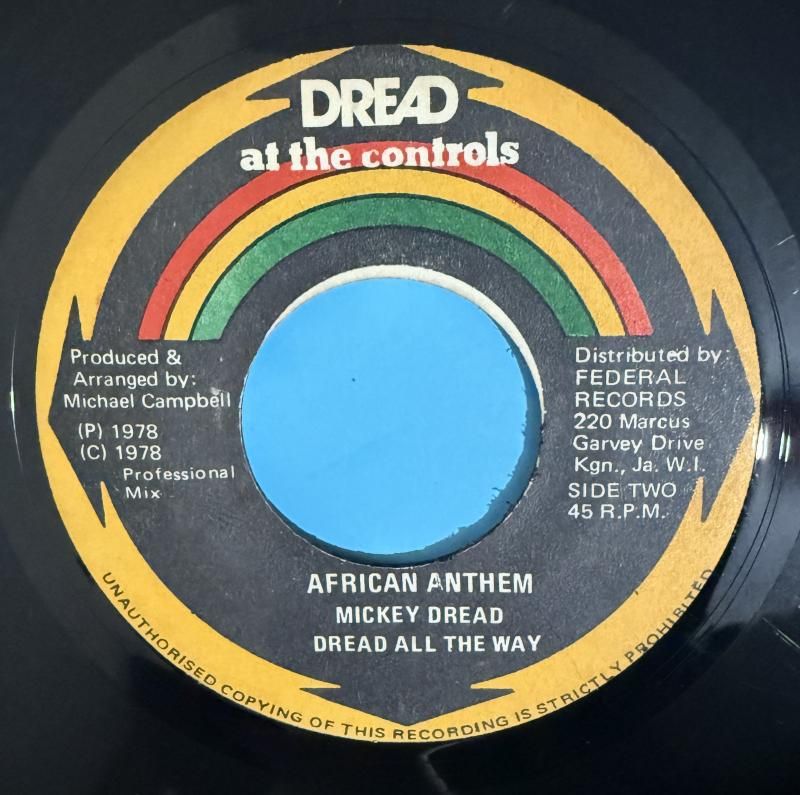 DREAD
at the controls
Produced &
Arranged by:
Michael Campbell
(P) 1978
(C) 1978
Professional
Mix
Distributed by:
FEDERAL
RECORDS
220 Marcus
Garvey Drive
Kgn., Ja. W.I.
SIDE TWO
45 R.P.M.
AFRICAN ANTHEM
MICKEY DREAD
DREAD ALL THE WAY
UNAUTHORISED COPYING OF THIS RECORDING IS STRICTLY PROHIBITED